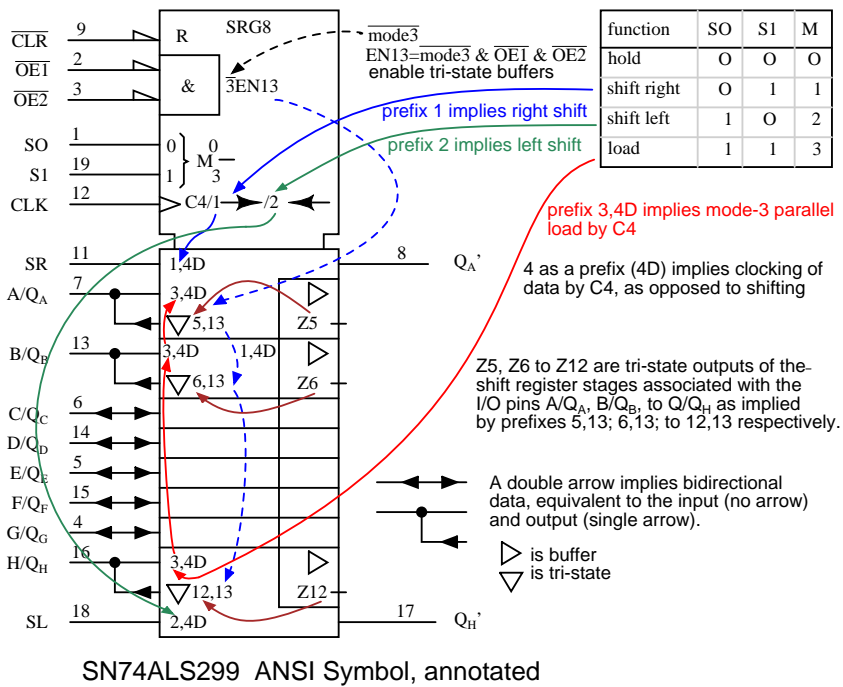 CLR 9 R SRG8
OE1 2
OE2 3 & 3EN13
mode3
EN13=mode3 & OE1 & OE2
enable tri-state buffers
function SO S1 M
hold O O O
shift right O 1 1
shift left 1 O 2
load 1 1 3
prefix 1 implies right shift
prefix 2 implies left shift
SO 1 0 0
M
S1 19 1 3
CLK 12 C4/1 /2
prefix 3,4D implies mode-3 parallel
load by C4
SR 11 1,4D 8 QA’
4 as a prefix (4D) implies clocking of
data by C4, as opposed to shifting
A/QA 7 3,4D
5,13 Z5
B/QB 13 3,4D 1,4D
6,13 Z6
Z5, Z6 to Z12 are tri-state outputs of the
shift register stages associated with the
I/O pins A/QA, B/QB, to Q/QH as implied
by prefixes 5,13; 6,13; to 12,13 respectively.
C/QC 6
D/QD 14
E/QE 5
F/QF 15
G/QG 4
A double arrow implies bidirectional
data, equivalent to the input (no arrow)
and output (single arrow).
H/QH 16 3,4D
12,13 Z12
is buffer
is tri-state
SL 18 2,4D 17 QH’
SN74ALS299 ANSI Symbol, annotated